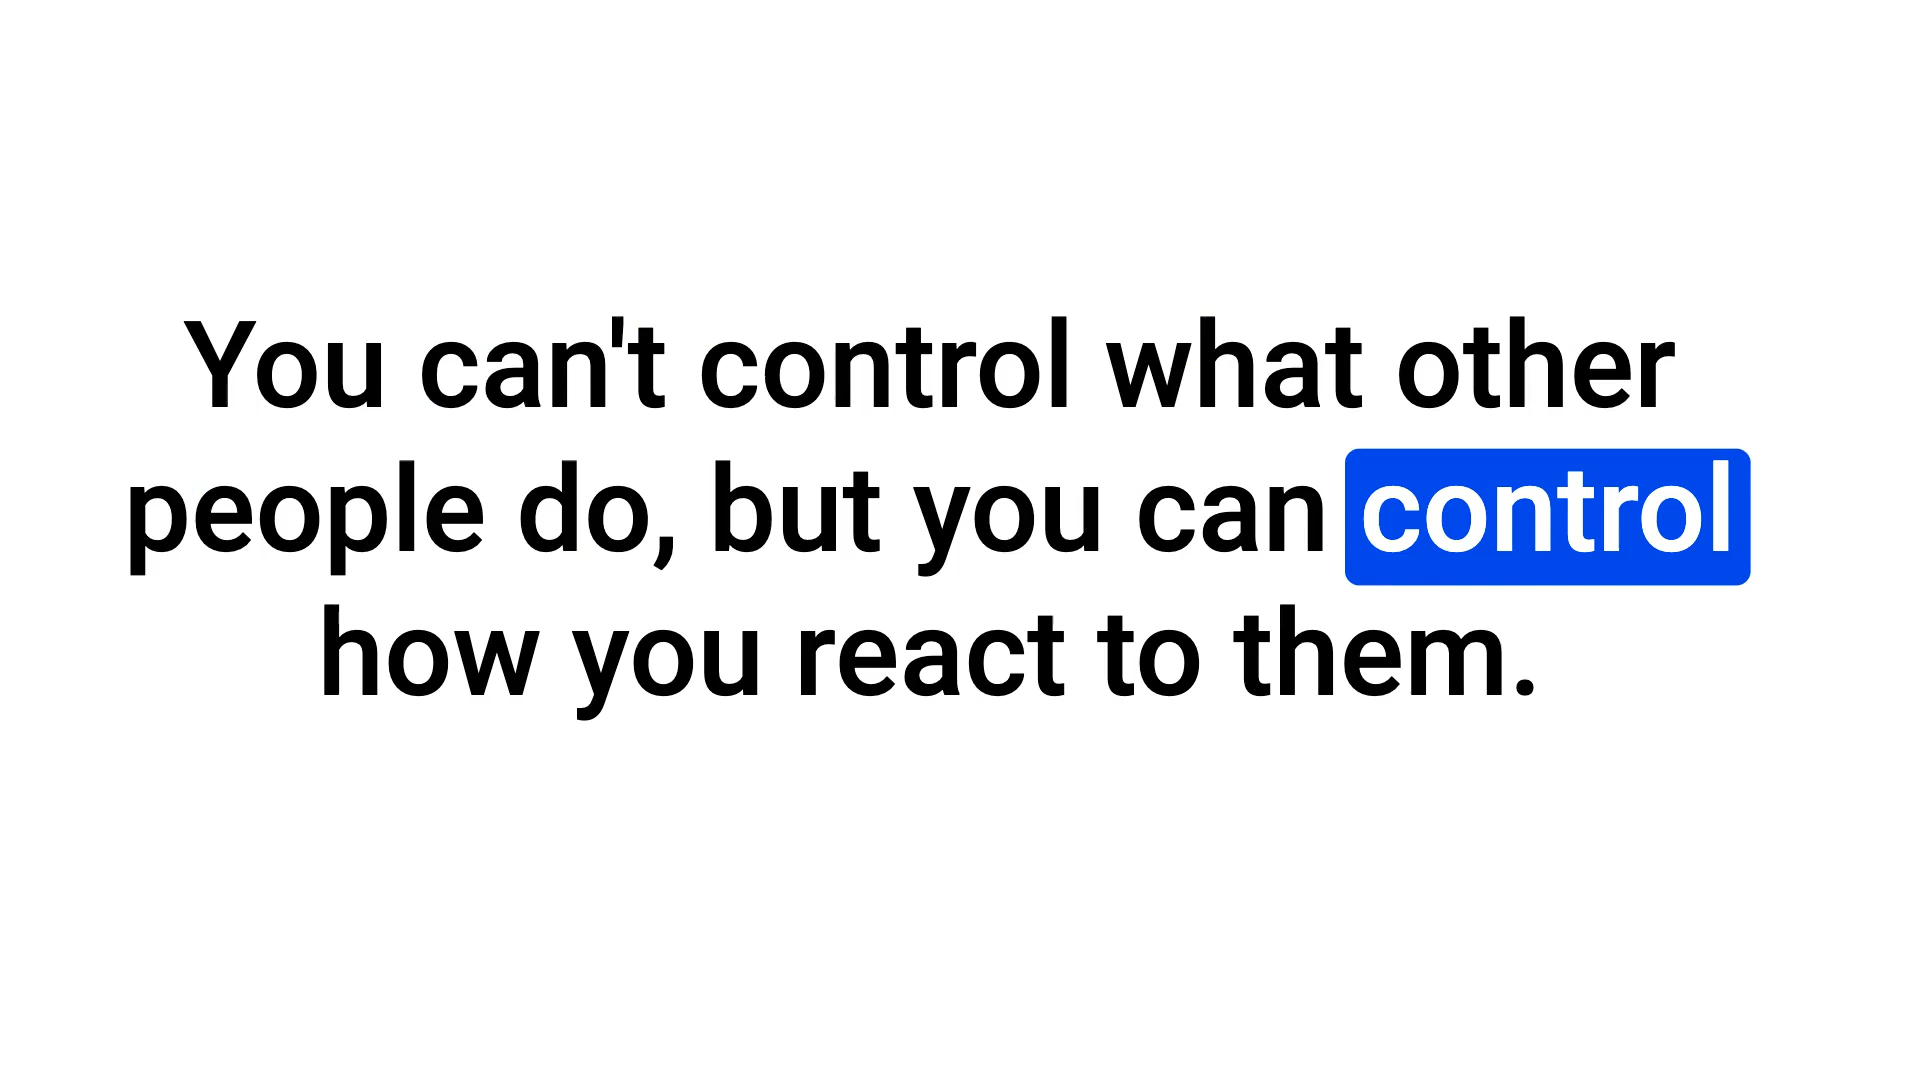 You can't control what other
people do, but you can control
how you react to them.